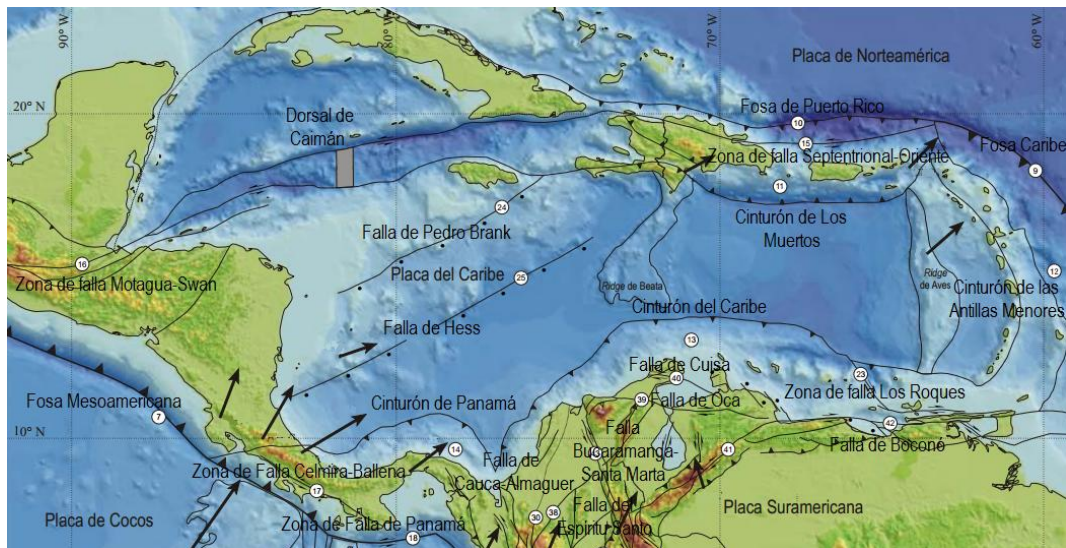 90° W
80° W
70° W
60° W
Placa de Norteamérica
20° N
Dorsal de
Caimán
Fosa de Puerto Rico
10
15
Zona de falla Septentrional-Oriente
Fosa Caribe
9
11
24
Falla de Pedro Brank
Cinturón de Los
Muertos
16
Zona de falla Motagua-Swan
Placa del Caribe
25
Ridge de Beata
Ridge
de Aves
12
Cinturón de las
Antillas Menores
Cinturón del Caribe
Falla de Hess
13
Falla de Cuisa
40
23
Zona de falla Los Roques
Fosa Mesoamericana
7
Cinturón de Panamá
39
Falla de Oca
42
10° N
Falla
Bucaramanga-
Santa Marta
Falla de Boconó
14
41
Zona de Falla Celmira-Ballena
Falla de
Cauca-Almaguer
17
Placa de Cocos
Zona de Falla de Panamá
18
30
38
Falla del
Espiritu Santo
Placa Suramericana